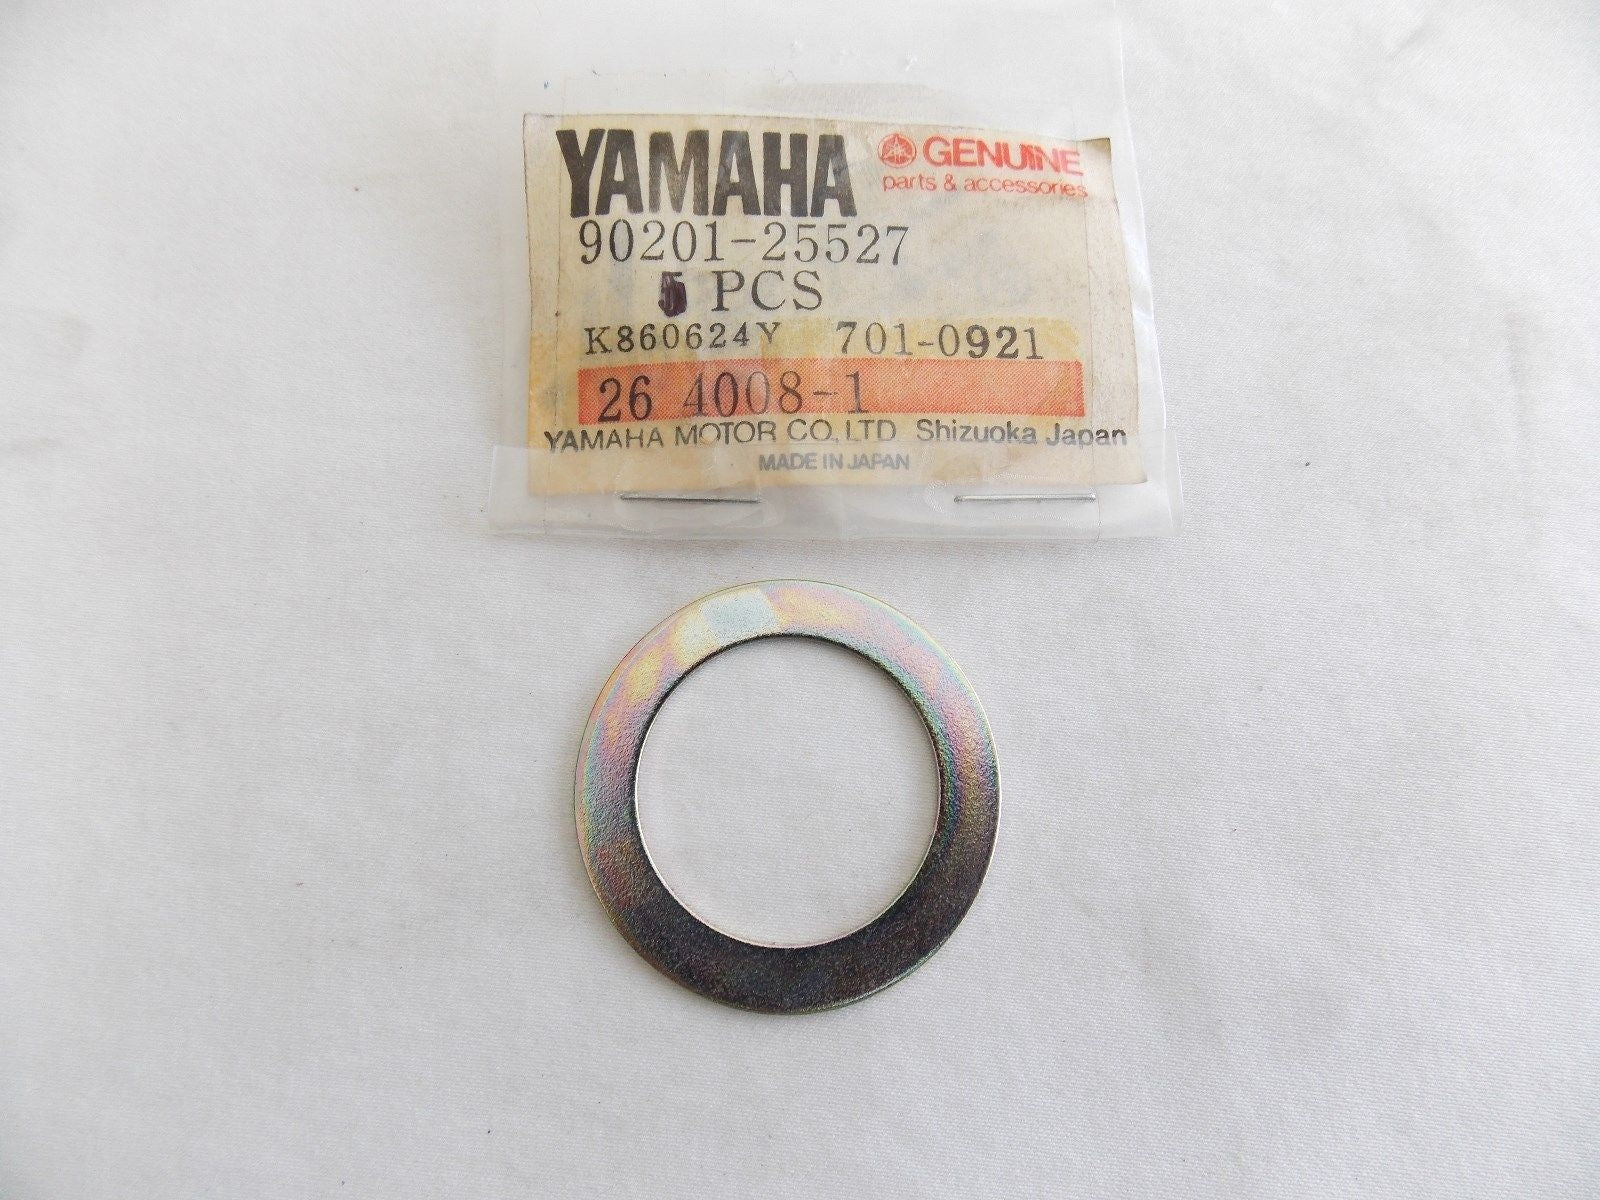 YAMAHA GENUINE
parts & accessories
90201-25527
5 PCS
K860624Y 701-0921
26 4008-1
YAMAHA MOTOR CO., LTD. Shizuoka Japan
MADE IN JAPAN